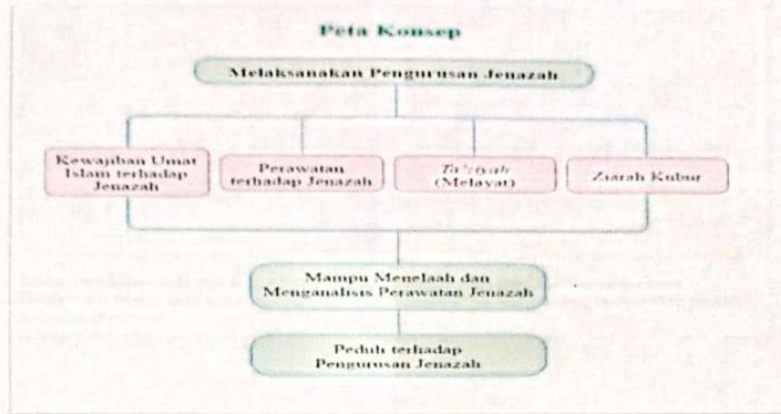 Peta Konsep
Melaksanakan Pengurusan Jenazah
Kewajiban Umat
Islam terhadap
Jenazah
Perawatan
terhadap Jenazah
Ta'ziyah
(Melayat)
Ziarah Kubur
Mampu Menelaah dan
Menganalisis Perawatan Jenazah
Peduli terhadap
Pengurusan Jenazah